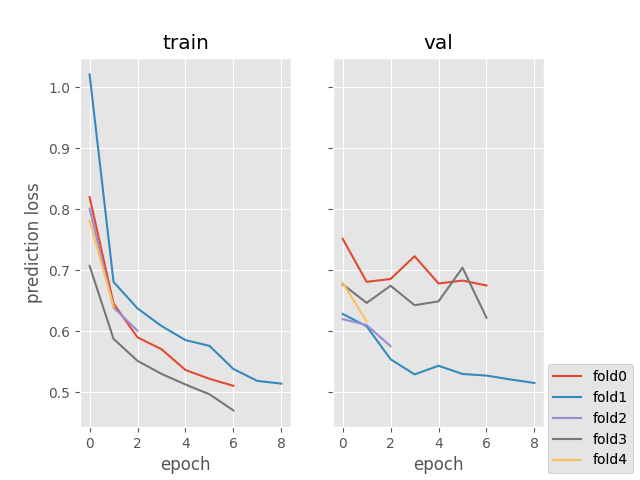 train
val
prediction loss
1.0
0.9
0.8
0.7
0.6
0.5
0 2 4 6 8
0 2 4 6 8
epoch
epoch
fold0
fold1
fold2
fold3
fold4